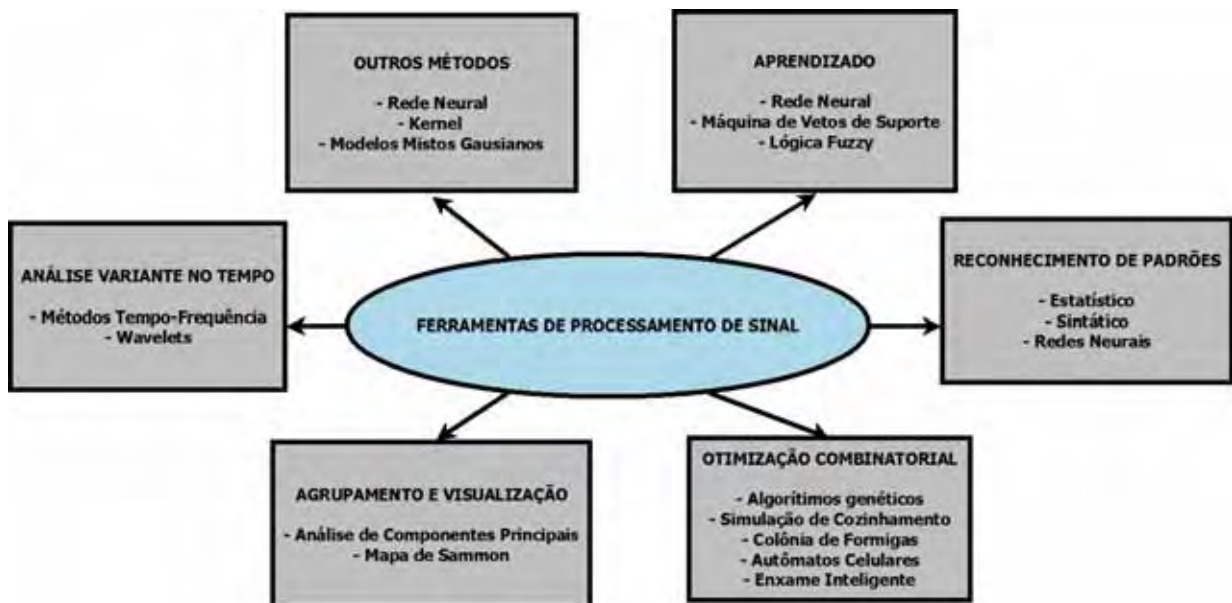 OUTROS MÉTODOS
- Rede Neural
- Kernel
- Modelos Mistos Gausianos
APRENDIZADO
- Rede Neural
- Máquina de Vetos de Suporte
- Lógica Fuzzy
ANÁLISE VARIANTE NO TEMPO
- Métodos Tempo-Frequência
- Wavelets
FERRAMENTAS DE PROCESSAMENTO DE SINAL
RECONHECIMENTO DE PADRÕES
- Estatístico
- Sintático
- Redes Neurais
AGRUPAMENTO E VISUALIZAÇÃO
- Análise de Componentes Principais
- Mapa de Sammon
OTIMIZAÇÃO COMBINATORIAL
- Algorítimos genéticos
- Simulação de Cozinhamento
- Colônia de Formigas
- Autômatos Celulares
- Enxame Inteligente